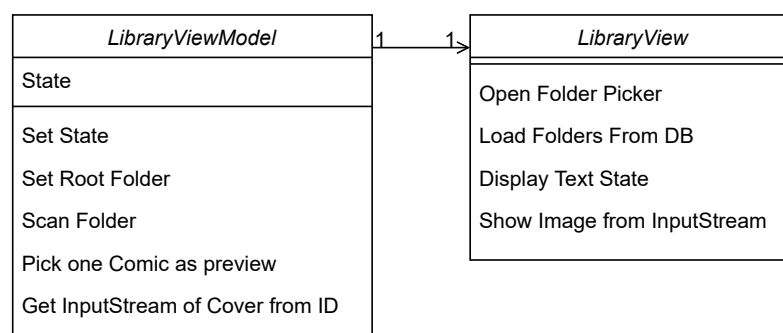 LibraryViewModel
State
Set State
Set Root Folder
Scan Folder
Pick one Comic as preview
Get InputStream of Cover from ID
1 1
LibraryView
Open Folder Picker
Load Folders From DB
Display Text State
Show Image from InputStream